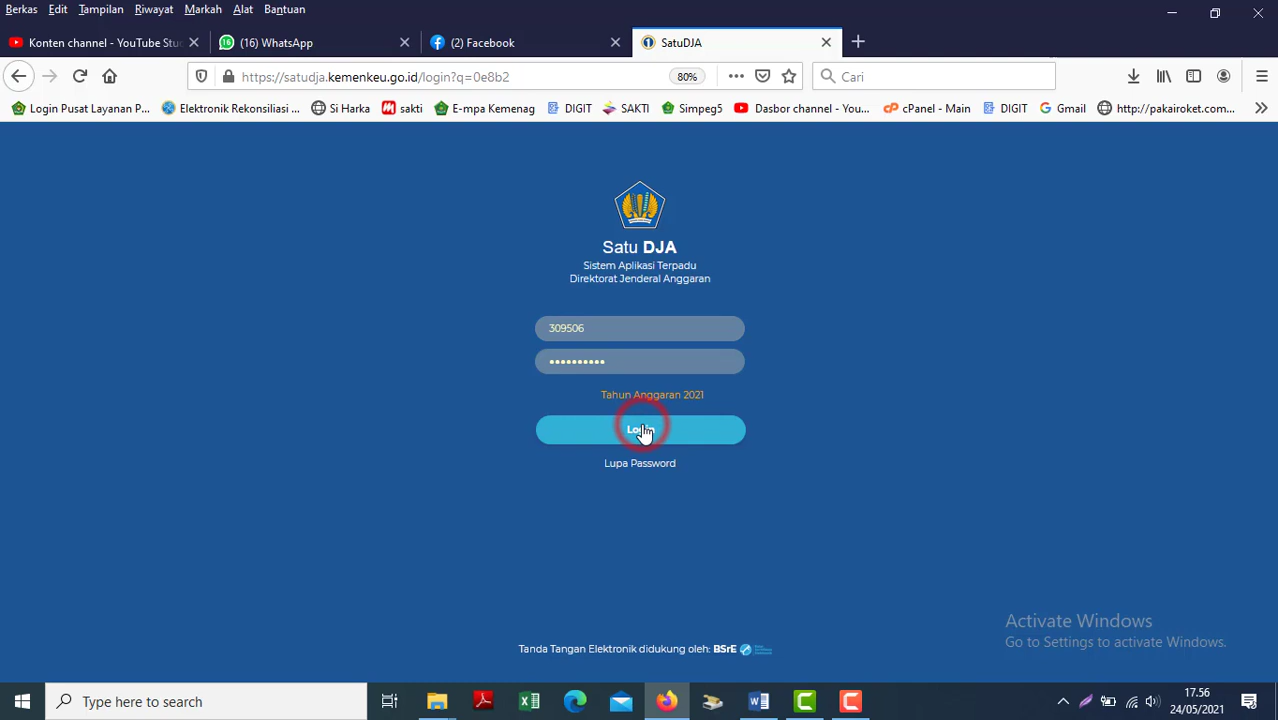 Berkas Edit Tampilan Riwayat Markah Alat Bantuan
Konten channel - YouTube Stu
(16) WhatsApp
(2) Facebook
SatuDJA
https://satudja.kemenkeu.go.id/login?q=0e8b2
80%
Cari
Login Pusat Layanan P...
Elektronik Rekonsiliasi ...
Si Harka
sakti
E-mpa Kemenag
DIGIT
SAKTI
Simpeg5
Dasbor channel - You...
cPanel - Main
DIGIT
Gmail
http://pakairoket.com...
Satu DJA
Sistem Aplikasi Terpadu
Direktorat Jenderal Anggaran
309506
••••••••••
Tahun Anggaran 2021
Login
Lupa Password
Tanda Tangan Elektronik didukung oleh: BSrE
Activate Windows
Go to Settings to activate Windows.
Type here to search
17.56
24/05/2021